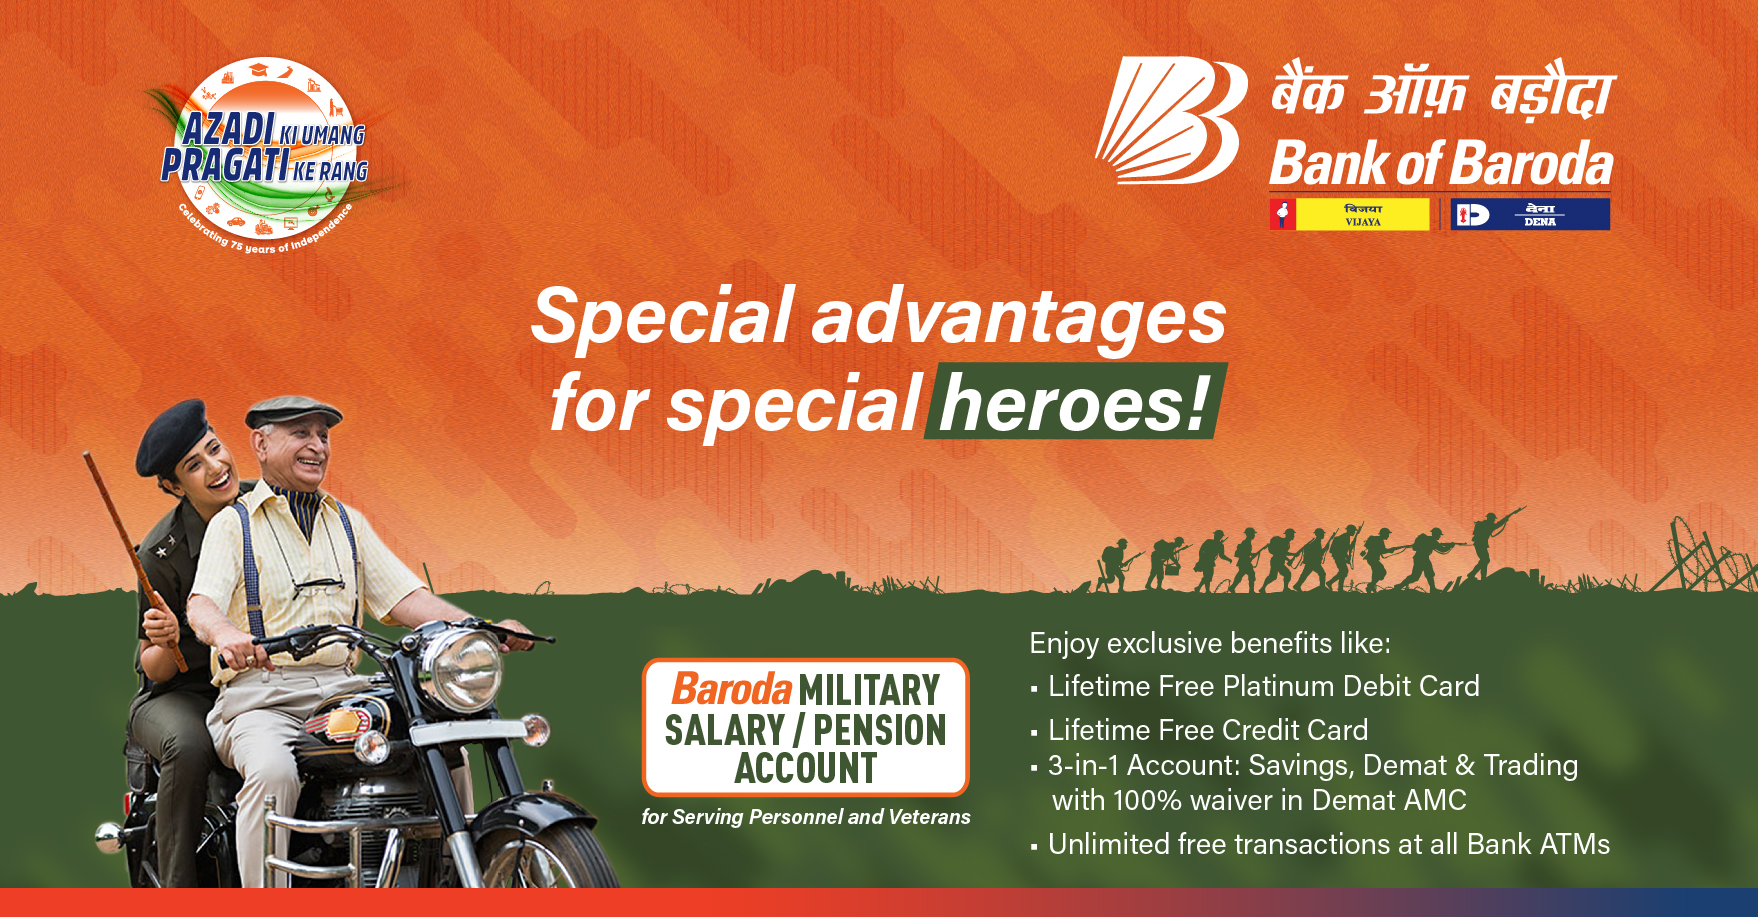 AZADI KI UMANG
PRAGATI KE RANG
Celebrating 75 years of Independence
बैंक ऑफ़ बड़ौदा
Bank of Baroda
विजया
VIJAYA
देना
DENA
Special advantages
for special heroes!
Baroda MILITARY
SALARY / PENSION
ACCOUNT
for Serving Personnel and Veterans
Enjoy exclusive benefits like:
▪ Lifetime Free Platinum Debit Card
▪ Lifetime Free Credit Card
▪ 3-in-1 Account: Savings, Demat & Trading
with 100% waiver in Demat AMC
▪ Unlimited free transactions at all Bank ATMs